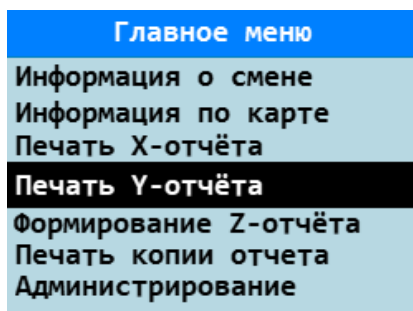 Главное меню
Информация о смене
Информация по карте
Печать X-отчёта
Печать Y-отчёта
Формирование Z-отчёта
Печать копии отчета
Администрирование